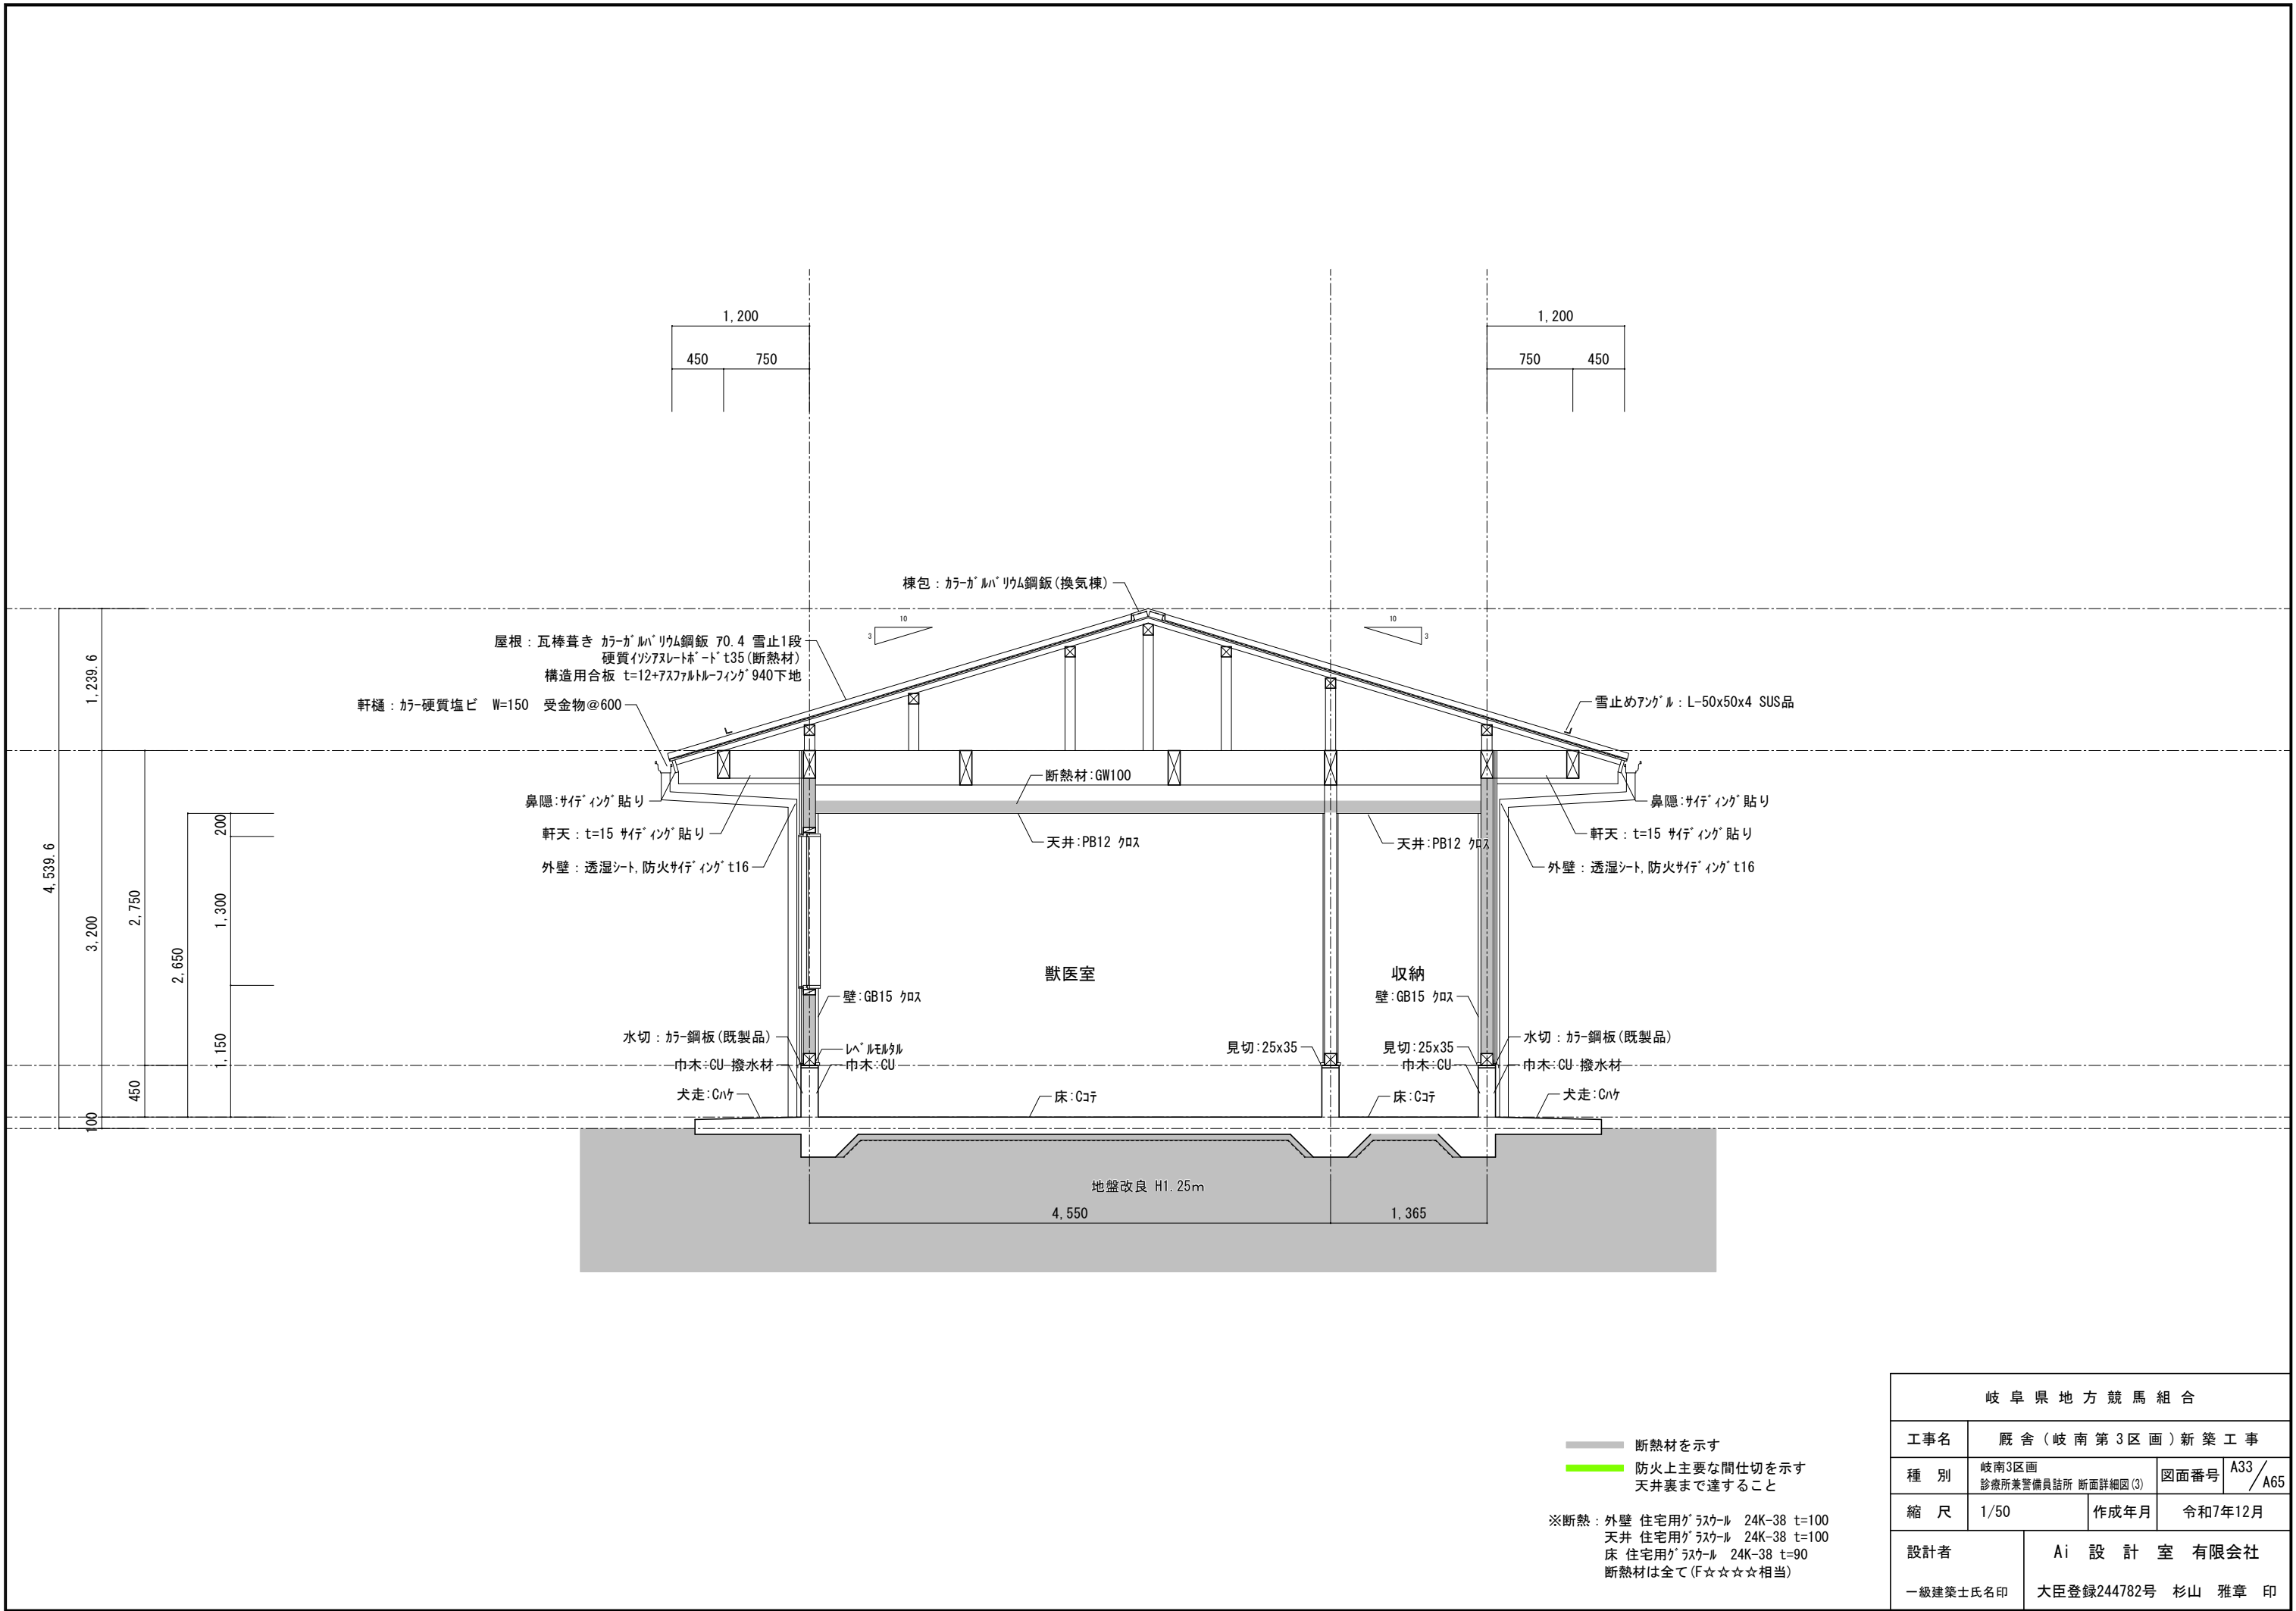 1,200
1,200
450
750
750
450
棟包：ｶﾗｰｶﾞﾙﾊﾞﾘｳﾑ鋼鈑(換気棟)
10
3
10
3
屋根：瓦棒葺き ｶﾗｰｶﾞﾙﾊﾞﾘｳﾑ鋼鈑 ｱ0.4 雪止1段
硬質ｲｿｼｱﾇﾚｰﾄﾎﾞｰﾄﾞt35(断熱材)
構造用合板 t=12+ｱｽﾌｧﾙﾄﾙｰﾌｨﾝｸﾞ940下地
軒樋：ｶﾗｰ硬質塩ビ　W=150　受金物@600
雪止めｱﾝｸﾞﾙ：L-50x50x4 SUS品
断熱材:GW100
鼻隠:ｻｲﾃﾞｨﾝｸﾞ貼り
鼻隠:ｻｲﾃﾞｨﾝｸﾞ貼り
軒天：t=15 ｻｲﾃﾞｨﾝｸﾞ貼り
天井:PB12 ｸﾛｽ
天井:PB12 ｸﾛｽ
軒天：t=15 ｻｲﾃﾞｨﾝｸﾞ貼り
外壁：透湿ｼｰﾄ,防火ｻｲﾃﾞｨﾝｸﾞt16
外壁：透湿ｼｰﾄ,防火ｻｲﾃﾞｨﾝｸﾞt16
4,539.6
1,239.6
3,200
100
2,750
450
2,650
200
1,300
1,150
獣医室
収納
壁:GB15 ｸﾛｽ
壁:GB15 ｸﾛｽ
水切：ｶﾗｰ鋼板(既製品)
ﾚﾍﾞﾙﾓﾙﾀﾙ
見切:25x35
見切:25x35
水切：ｶﾗｰ鋼板(既製品)
巾木:CU 撥水材
巾木:CU
巾木:CU
巾木:CU 撥水材
犬走:Cﾊｹ
床:Cｺﾃ
床:Cｺﾃ
犬走:Cﾊｹ
地盤改良 H1.25m
4,550
1,365
断熱材を示す
防火上主要な間仕切を示す
天井裏まで達すること
※断熱：外壁 住宅用ｸﾞﾗｽｳｰﾙ　24K-38 t=100
天井 住宅用ｸﾞﾗｽｳｰﾙ　24K-38 t=100
床 住宅用ｸﾞﾗｽｳｰﾙ　24K-38 t=90
断熱材は全て(F☆☆☆☆相当)
岐阜県地方競馬組合
工事名　厩舎(岐南第3区画)新築工事
種　別　岐南3区画
診療所兼警備員詰所 断面詳細図(3)　図面番号　A33/A65
縮　尺　1/50　作成年月　令和7年12月
設計者　Ai 設 計 室 有限会社
一級建築士氏名印　大臣登録244782号　杉山　雅章　印